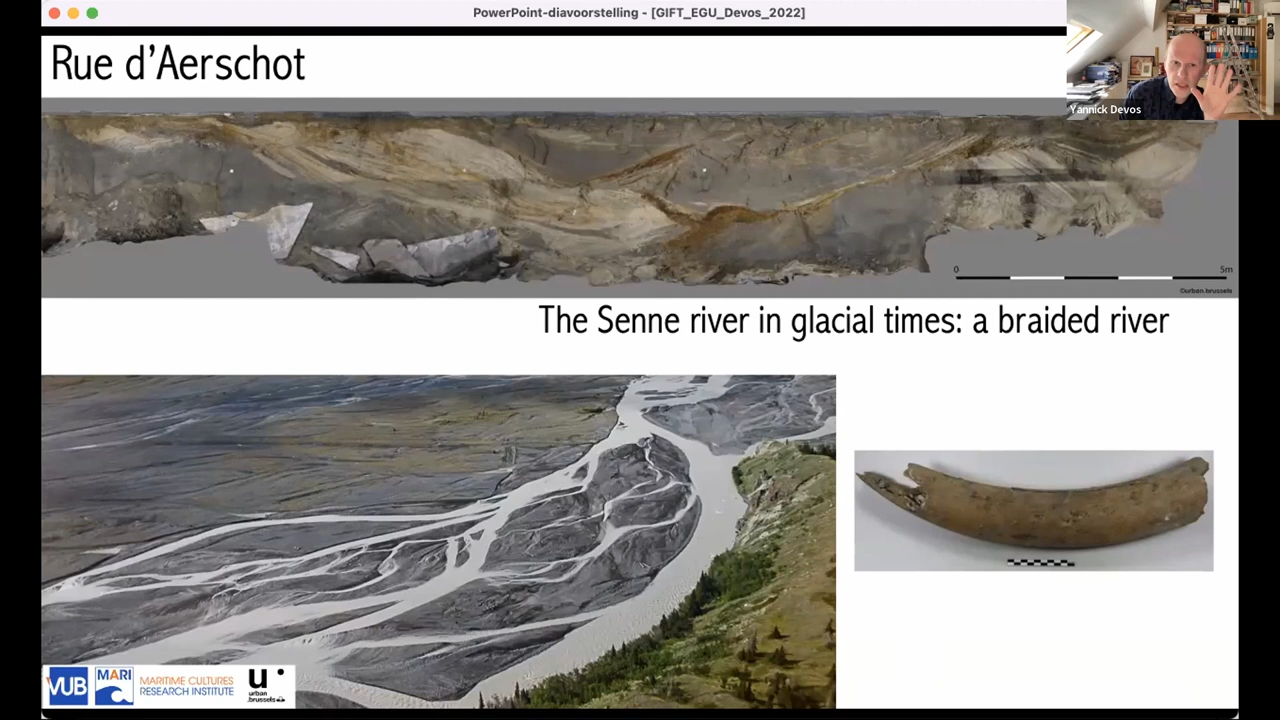 PowerPoint-diavoorstelling - [GIFT_EGU_Devos_2022]
Rue d'Aerschot
Yannick Devos
0 5m
©urban.brussels
The Senne river in glacial times: a braided river
VUB
MARI
MARITIME CULTURES
RESEARCH INSTITUTE
u
urban
.brussels